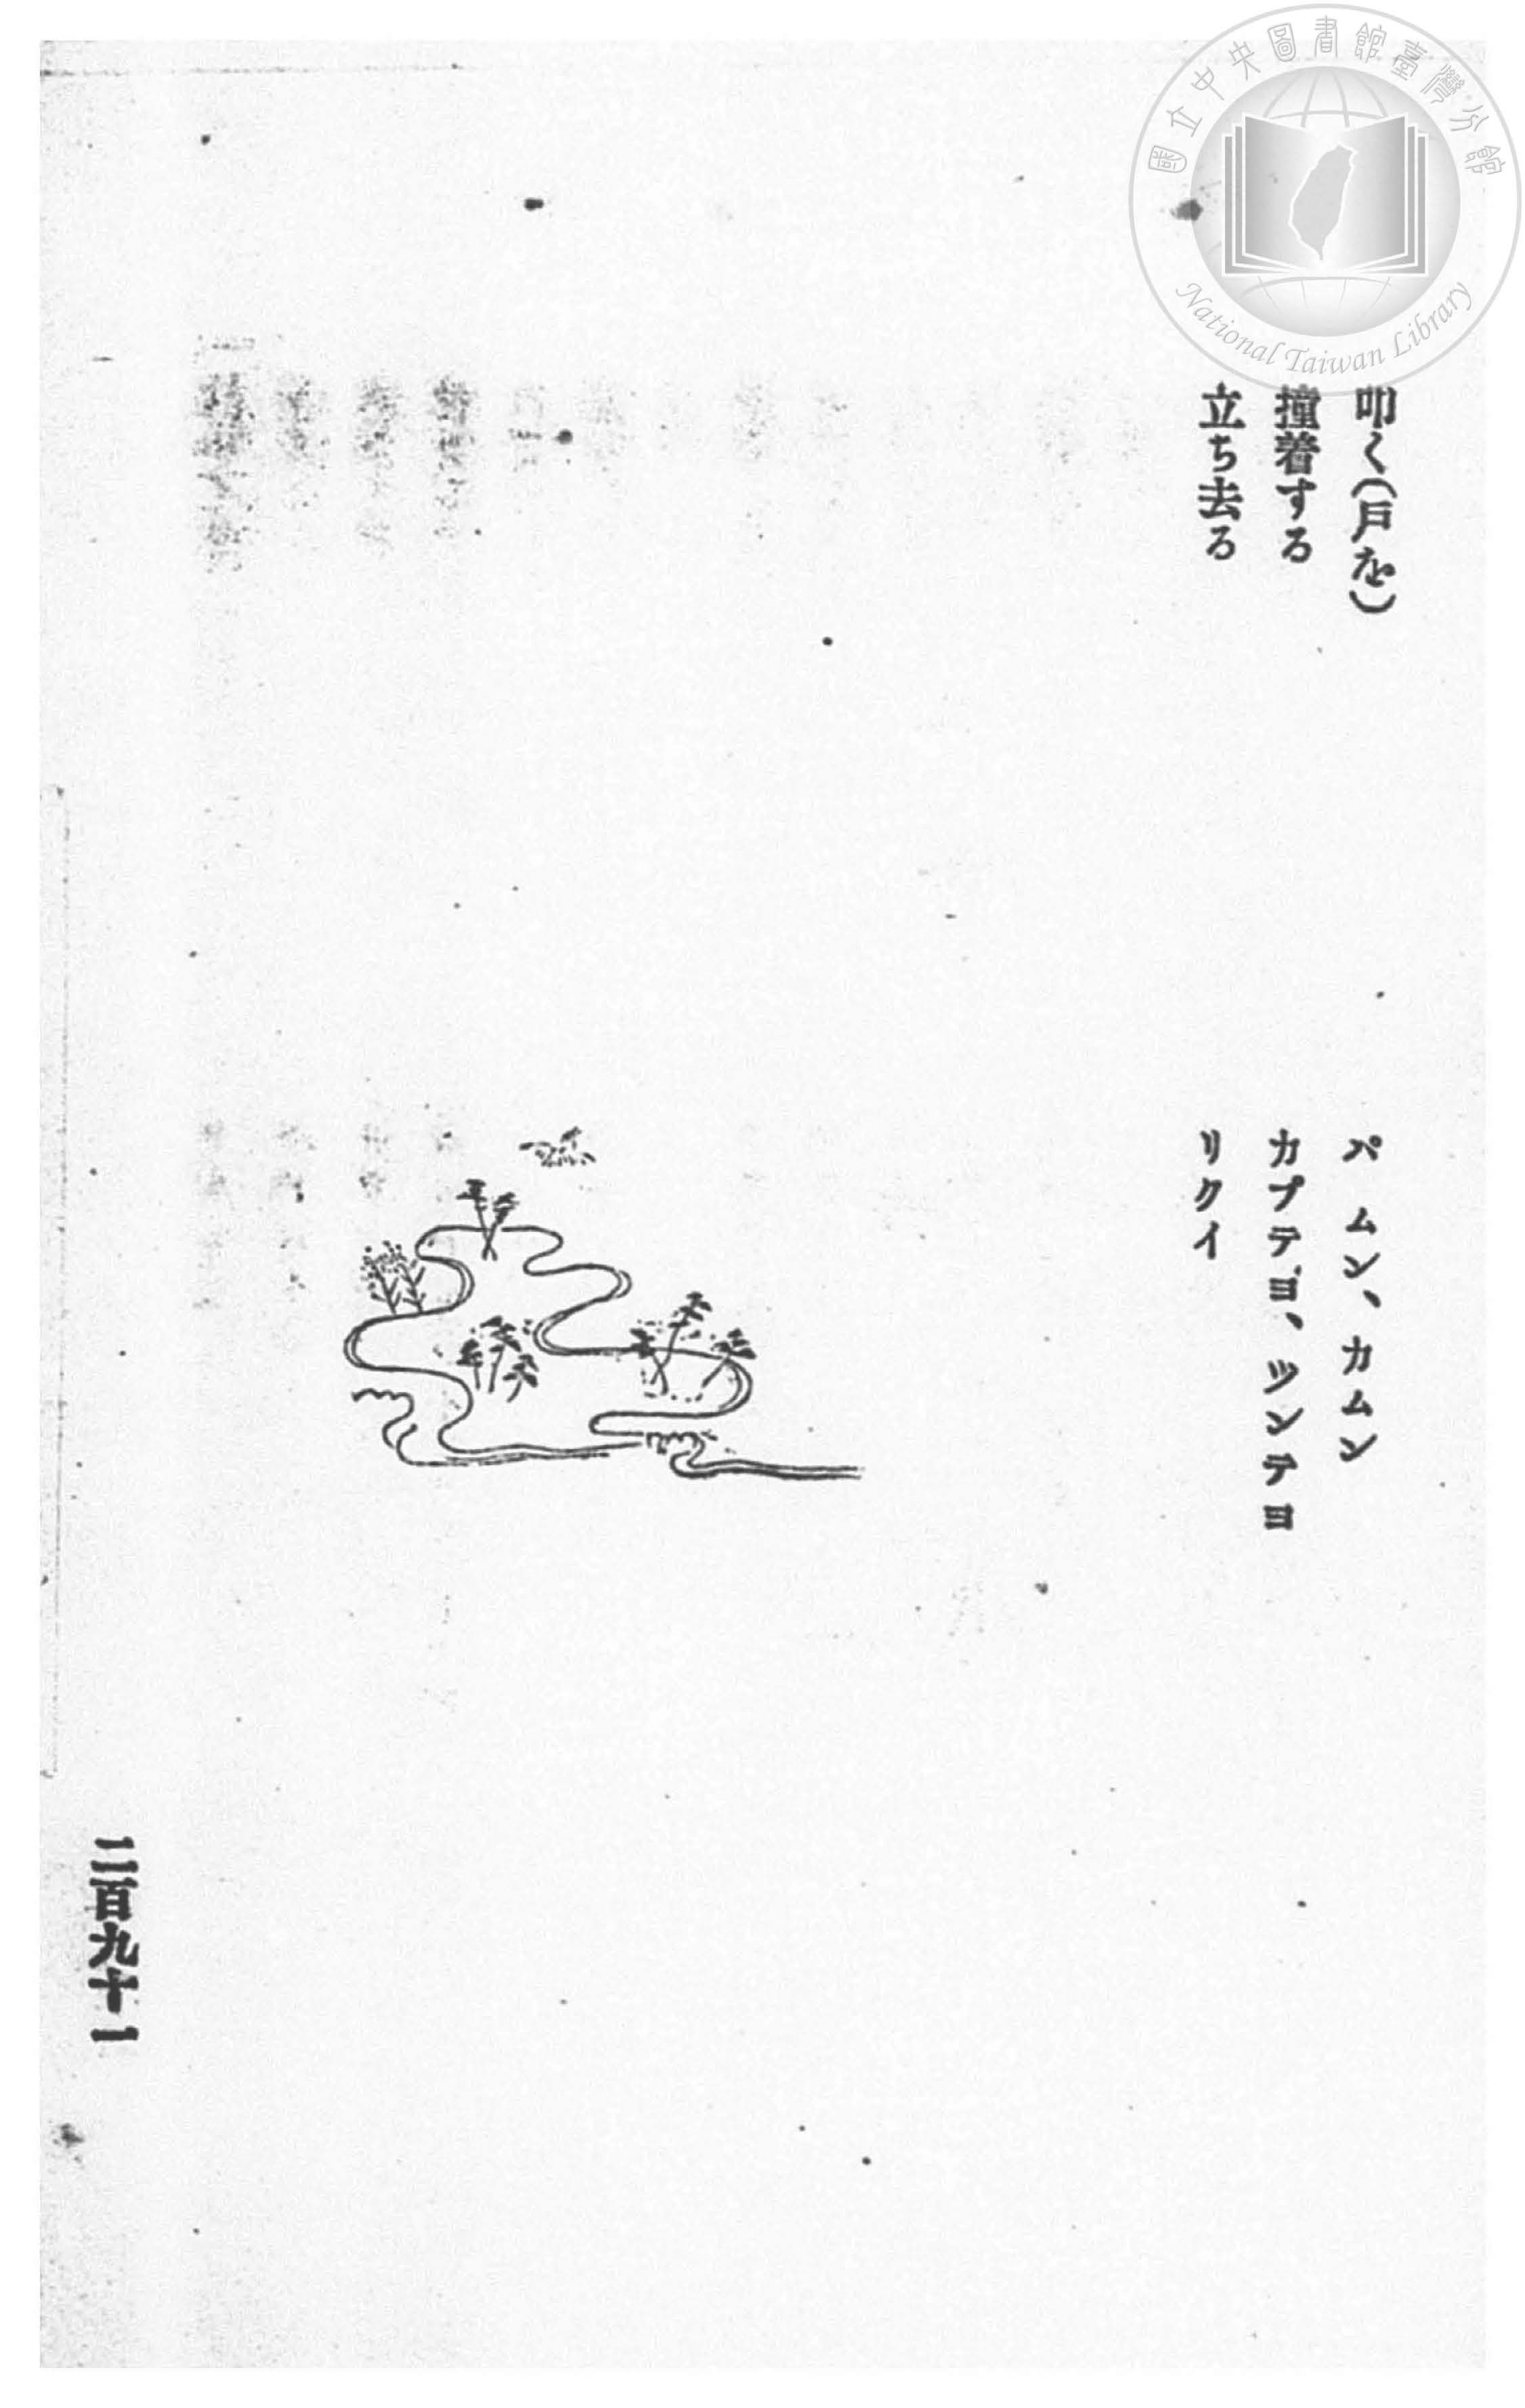 國立中央圖書館臺灣分館
National Taiwan Library
叩く(戸を) パムン、カムン
撞着する カプテヨ、ツンテヨ
立ち去る リクイ
二百九十一